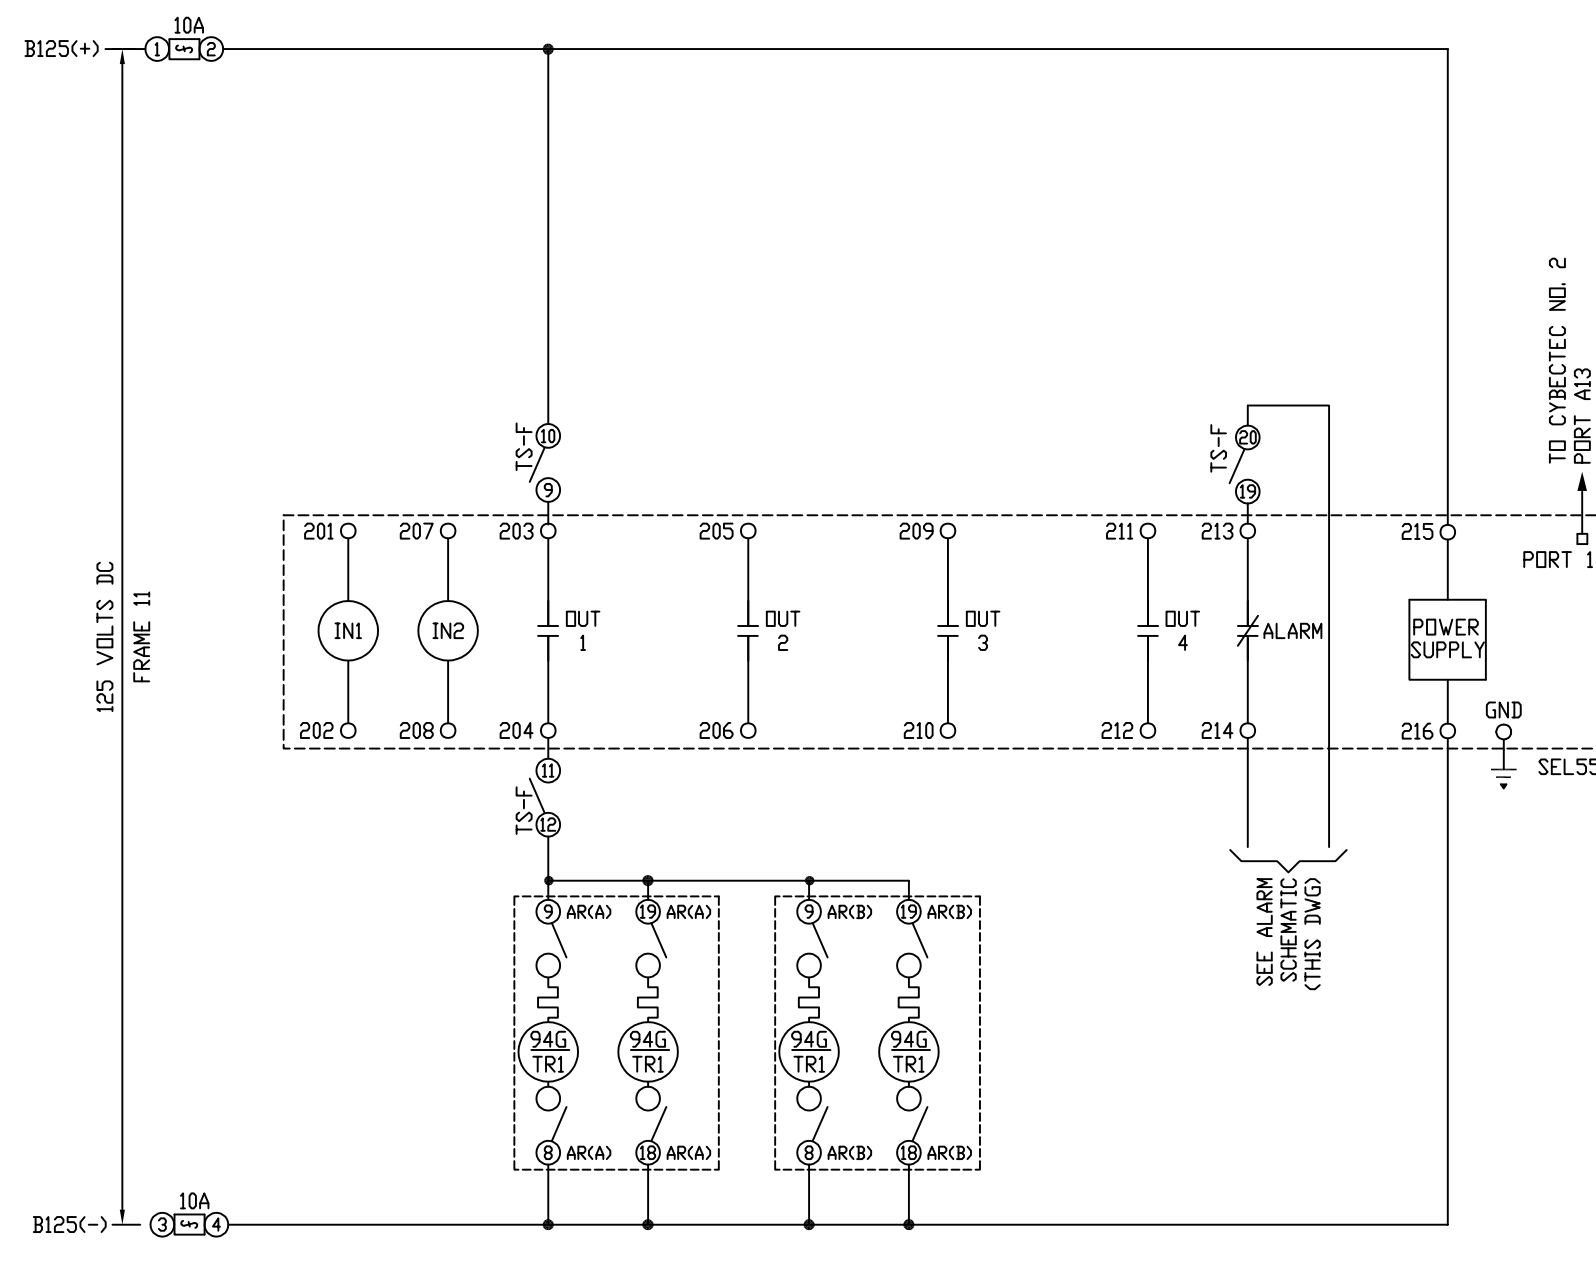 10A
B125(+) 1 2
TO CYBECTEC NO. 2
PORT A13
TS-F 10
9
TS-F 20
19
201 207 203 205 209 211 213 215
PORT 1
125 VOLTS DC
FRAME 11
IN1 IN2
OUT
1
OUT
2
OUT
3
OUT
4
ALARM
POWER
SUPPLY
202 208 204 206 210 212 214 216
GND
SEL55
11
TS-F
12
SEE ALARM
SCHEMATIC
(THIS DWG)
9 AR(A) 19 AR(A) 9 AR(B) 19 AR(B)
94G 94G 94G 94G
TR1 TR1 TR1 TR1
8 AR(A) 18 AR(A) 8 AR(B) 18 AR(B)
10A
B125(-) 3 4